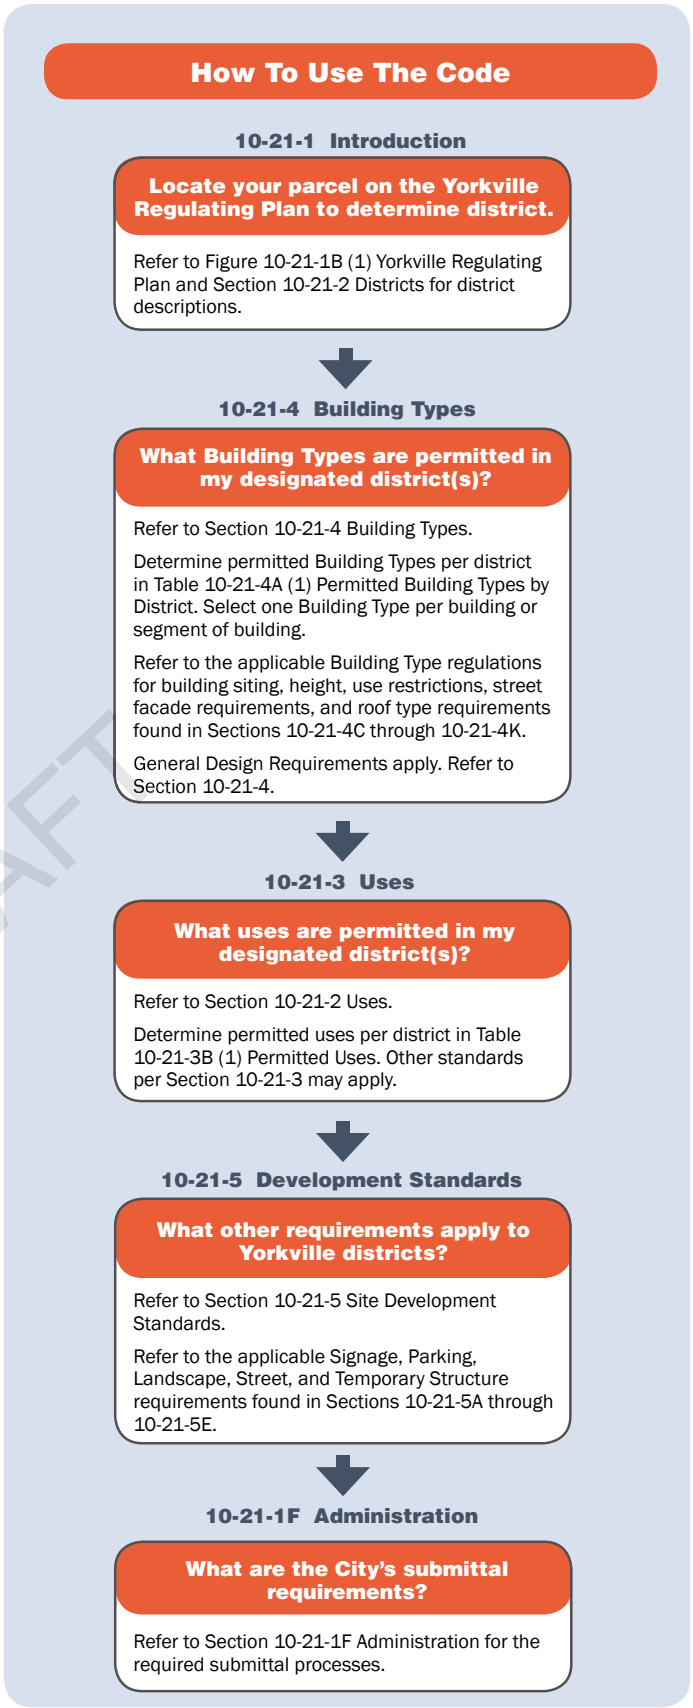 How To Use The Code
10-21-1 Introduction
Locate your parcel on the Yorkville
Regulating Plan to determine district.
Refer to Figure 10-21-1B (1) Yorkville Regulating
Plan and Section 10-21-2 Districts for district
descriptions.
10-21-4 Building Types
What Building Types are permitted in
my designated district(s)?
Refer to Section 10-21-4 Building Types.
Determine permitted Building Types per district
in Table 10-21-4A (1) Permitted Building Types by
District. Select one Building Type per building or
segment of building.
Refer to the applicable Building Type regulations
for building siting, height, use restrictions, street
facade requirements, and roof type requirements
found in Sections 10-21-4C through 10-21-4K.
General Design Requirements apply. Refer to
Section 10-21-4.
AFT
10-21-3 Uses
What uses are permitted in my
designated district(s)?
Refer to Section 10-21-2 Uses.
Determine permitted uses per district in Table
10-21-3B (1) Permitted Uses. Other standards
per Section 10-21-3 may apply.
10-21-5 Development Standards
What other requirements apply to
Yorkville districts?
Refer to Section 10-21-5 Site Development
Standards.
Refer to the applicable Signage, Parking,
Landscape, Street, and Temporary Structure
requirements found in Sections 10-21-5A through
10-21-5E.
10-21-1F Administration
What are the City's submittal
requirements?
Refer to Section 10-21-1F Administration for the
required submittal processes.